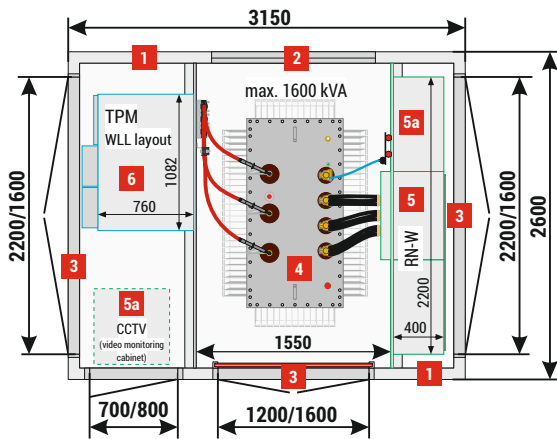 3150
1
2
max. 1600 kVA
TPM
WLL layout
6
1082
760
5a
5
RN-W
2200
400
4
3
3
2200/1600
2200/1600
2600
5a
CCTV
(video monitoring
cabinet)
1550
3
1
700/800
1200/1600